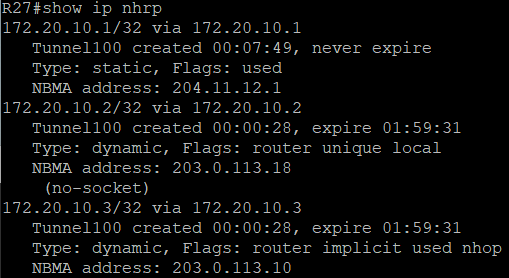 R27#show ip nhrp
172.20.10.1/32 via 172.20.10.1
Tunnel100 created 00:07:49, never expire
Type: static, Flags: used
NBMA address: 204.11.12.1
172.20.10.2/32 via 172.20.10.2
Tunnel100 created 00:00:28, expire 01:59:31
Type: dynamic, Flags: router unique local
NBMA address: 203.0.113.18
(no-socket)
172.20.10.3/32 via 172.20.10.3
Tunnel100 created 00:00:28, expire 01:59:31
Type: dynamic, Flags: router implicit used nhop
NBMA address: 203.0.113.10